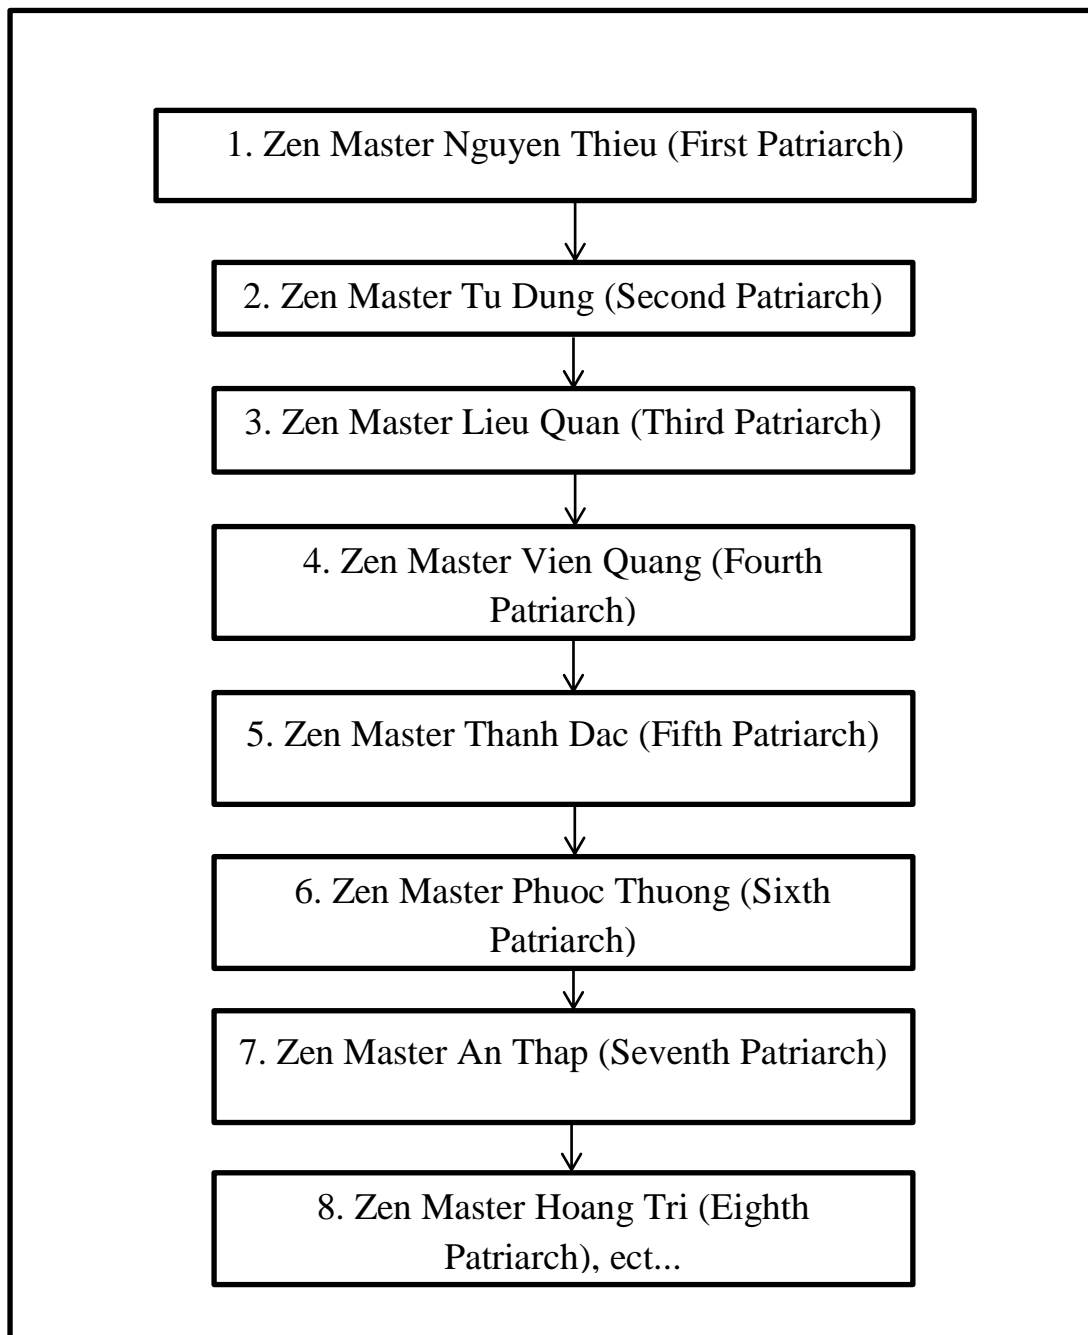 1. Zen Master Nguyen Thieu (First Patriarch)
2. Zen Master Tu Dung (Second Patriarch)
3. Zen Master Lieu Quan (Third Patriarch)
4. Zen Master Vien Quang (Fourth
Patriarch)
5. Zen Master Thanh Dac (Fifth Patriarch)
6. Zen Master Phuoc Thuong (Sixth
Patriarch)
7. Zen Master An Thap (Seventh Patriarch)
8. Zen Master Hoang Tri (Eighth
Patriarch), ect...